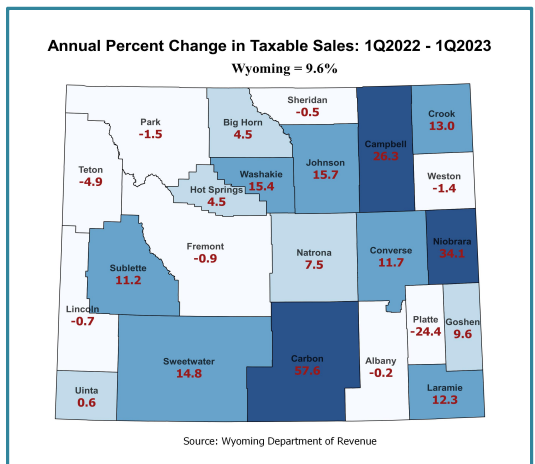 Annual Percent Change in Taxable Sales: 1Q2022 - 1Q2023
Wyoming = 9.6%
Sheridan
-0.5
Park
-1.5
Big Horn
4.5
Campbell
26.3
Crook
13.0
Teton
-4.9
Hot Springs
4.5
Washakie
15.4
Johnson
15.7
Weston
-1.4
Sublette
11.2
Fremont
-0.9
Natrona
7.5
Converse
11.7
Niobrara
34.1
Lincoln
-0.7
Platte
-24.4
Goshen
9.6
Uinta
0.6
Sweetwater
14.8
Carbon
57.6
Albany
-0.2
Laramie
12.3
Source: Wyoming Department of Revenue